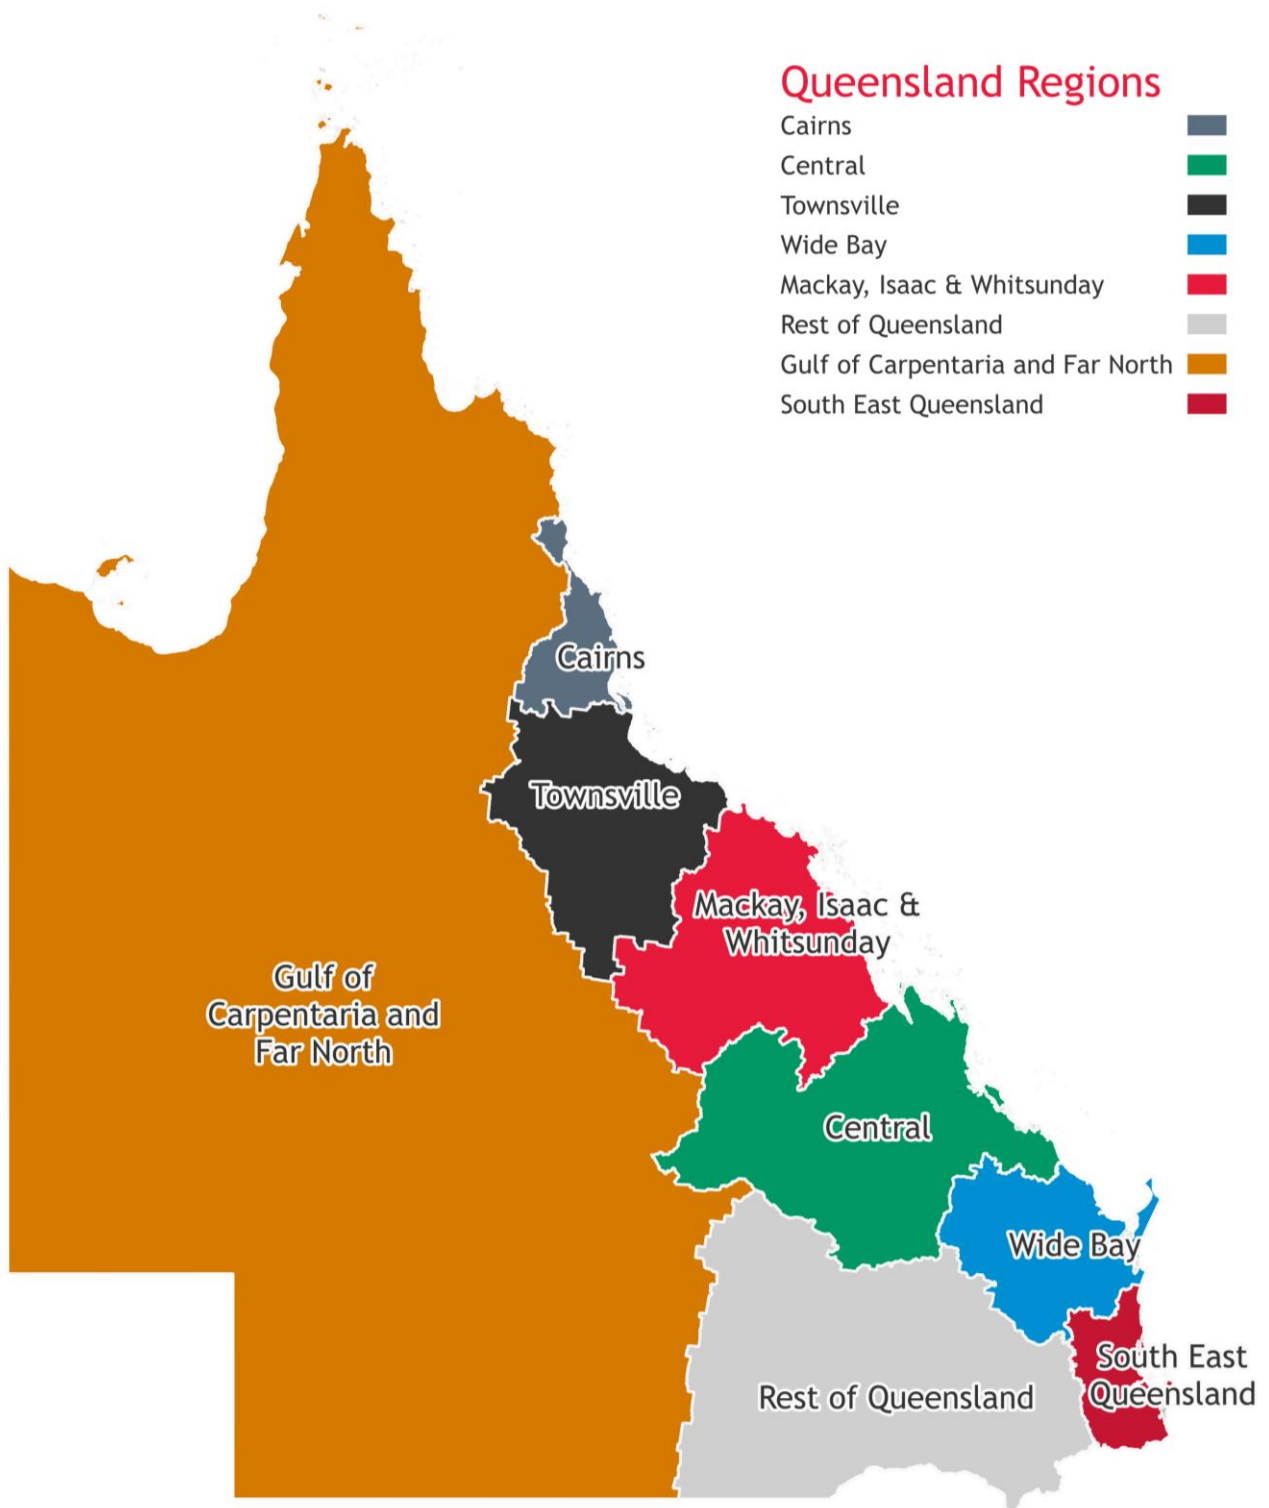 Queensland Regions
Cairns
Central
Townsville
Wide Bay
Mackay, Isaac & Whitsunday
Rest of Queensland
Gulf of Carpentaria and Far North
South East Queensland
Cairns
Townsville
Mackay, Isaac &
Whitsunday
Gulf of
Carpentaria and
Far North
Central
Wide Bay
South East
Queensland
Rest of Queensland